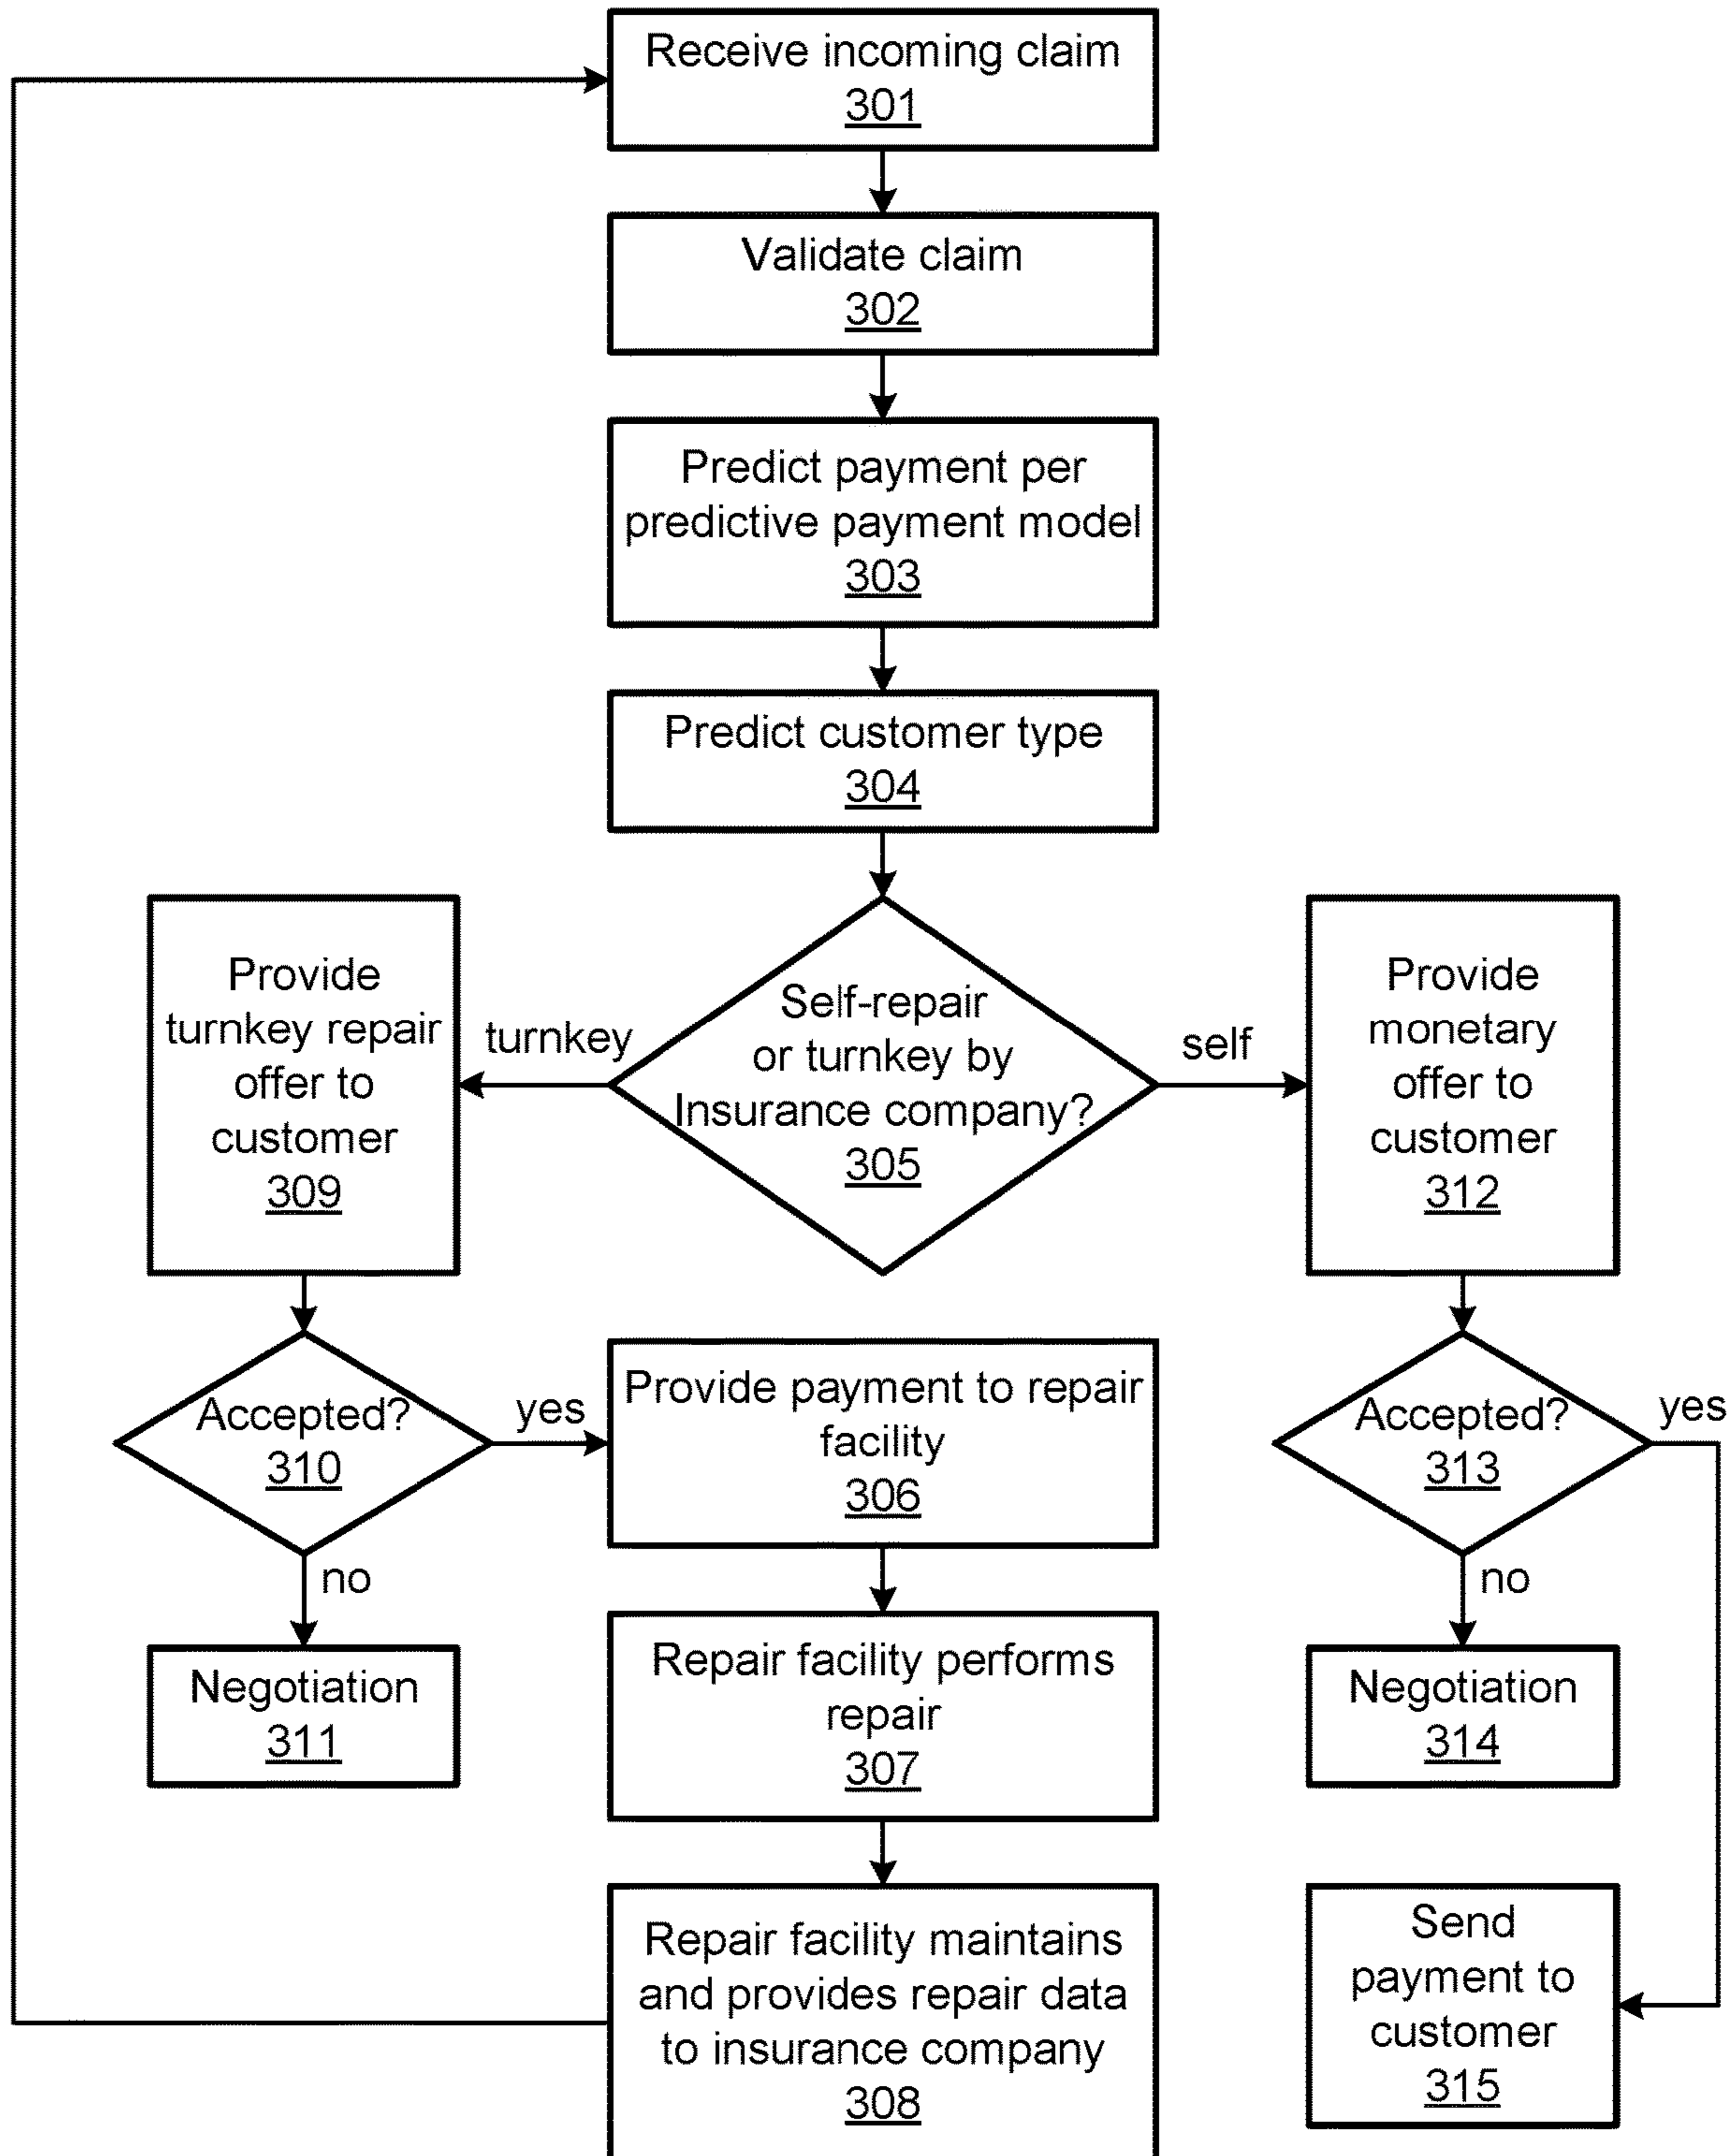 Receive incoming claim
301
Validate claim
302
Predict payment per
predictive payment model
303
Predict customer type
304
Self-repair
or turnkey by
Insurance company?
305
turnkey
self
Provide
turnkey repair
offer to
customer
309
Provide
monetary
offer to
customer
312
Accepted?
310
yes
no
Provide payment to repair
facility
306
Accepted?
313
yes
no
Negotiation
311
Repair facility performs
repair
307
Negotiation
314
Repair facility maintains
and provides repair data
to insurance company
308
Send
payment to
customer
315